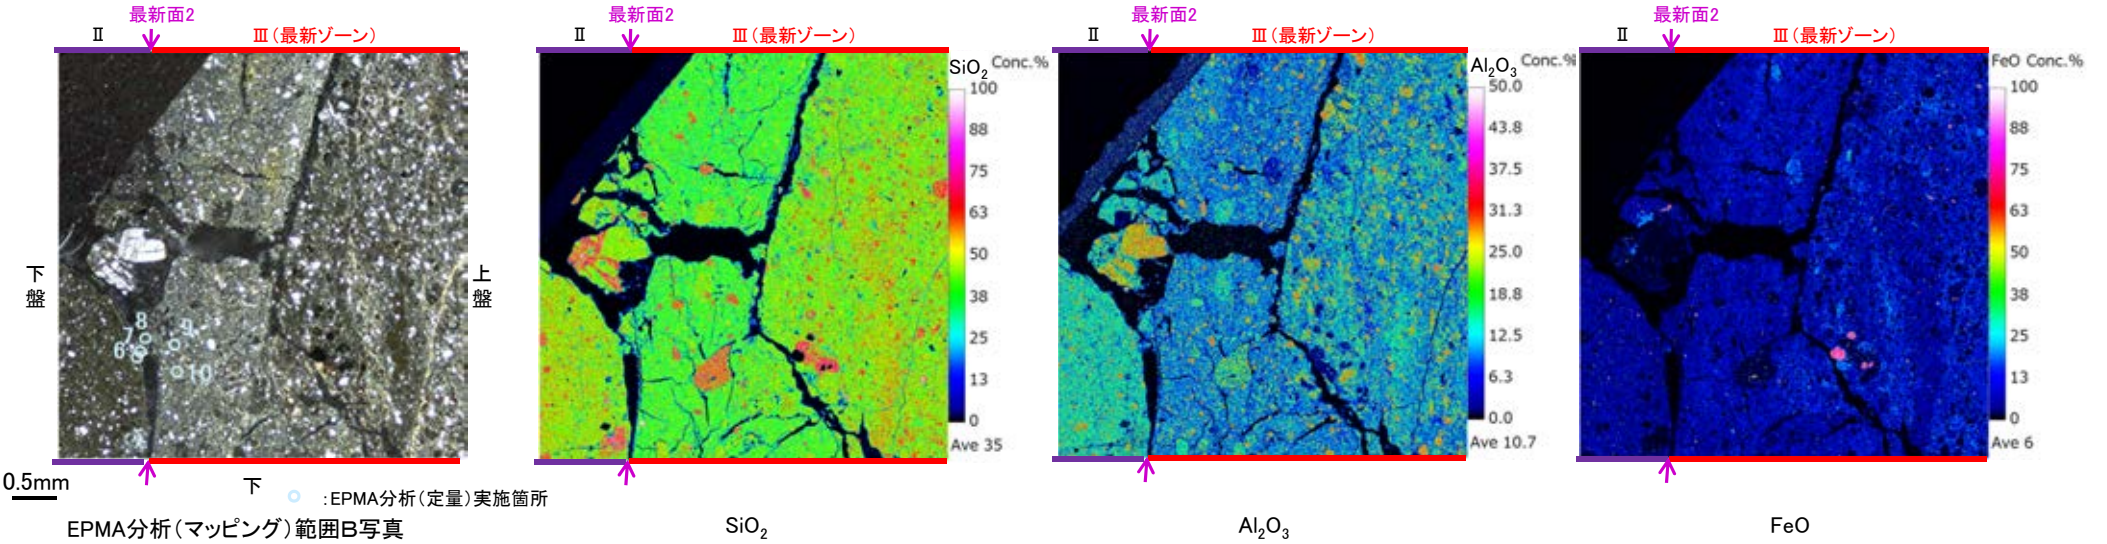 最新面2
Ⅱ
Ⅲ(最新ゾーン)
下盤
上盤
8
7
9
6
10
0.5mm
下
:EPMA分析(定量)実施箇所
EPMA分析(マッピング)範囲B写真
最新面2
Ⅱ
Ⅲ(最新ゾーン)
SiO₂ Conc.%
100
88
75
63
50
38
25
13
0
Ave 35
SiO₂
最新面2
Ⅱ
Ⅲ(最新ゾーン)
Al₂O₃ Conc.%
50.0
43.8
37.5
31.3
25.0
18.8
12.5
6.3
0.0
Ave 10.7
Al₂O₃
最新面2
Ⅱ
Ⅲ(最新ゾーン)
FeO Conc.%
100
88
75
63
50
38
25
13
0
Ave 6
FeO